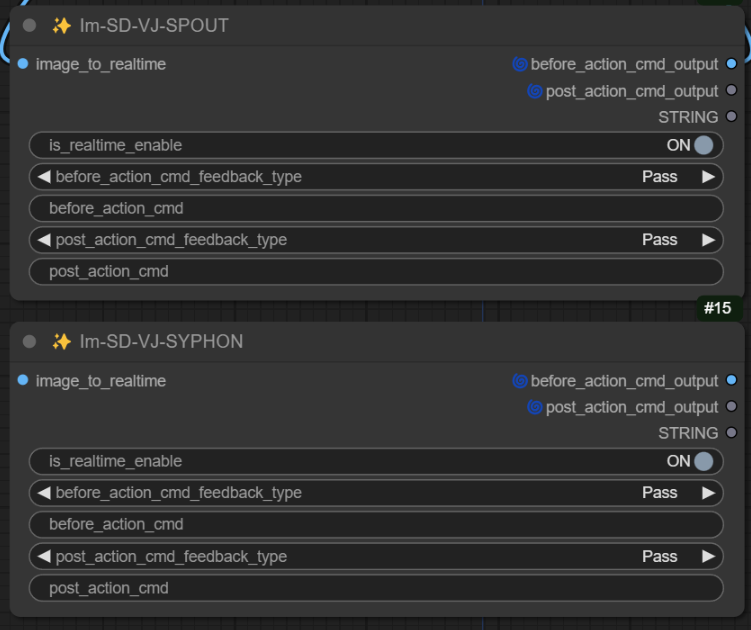 ✨ Im-SD-VJ-SPOUT
image_to_realtime
🌀 before_action_cmd_output
🌀 post_action_cmd_output
STRING
is_realtime_enable ON
◀ before_action_cmd_feedback_type Pass ▶
before_action_cmd
◀ post_action_cmd_feedback_type Pass ▶
post_action_cmd
#15
✨ Im-SD-VJ-SYPHON
image_to_realtime
🌀 before_action_cmd_output
🌀 post_action_cmd_output
STRING
is_realtime_enable ON
◀ before_action_cmd_feedback_type Pass ▶
before_action_cmd
◀ post_action_cmd_feedback_type Pass ▶
post_action_cmd